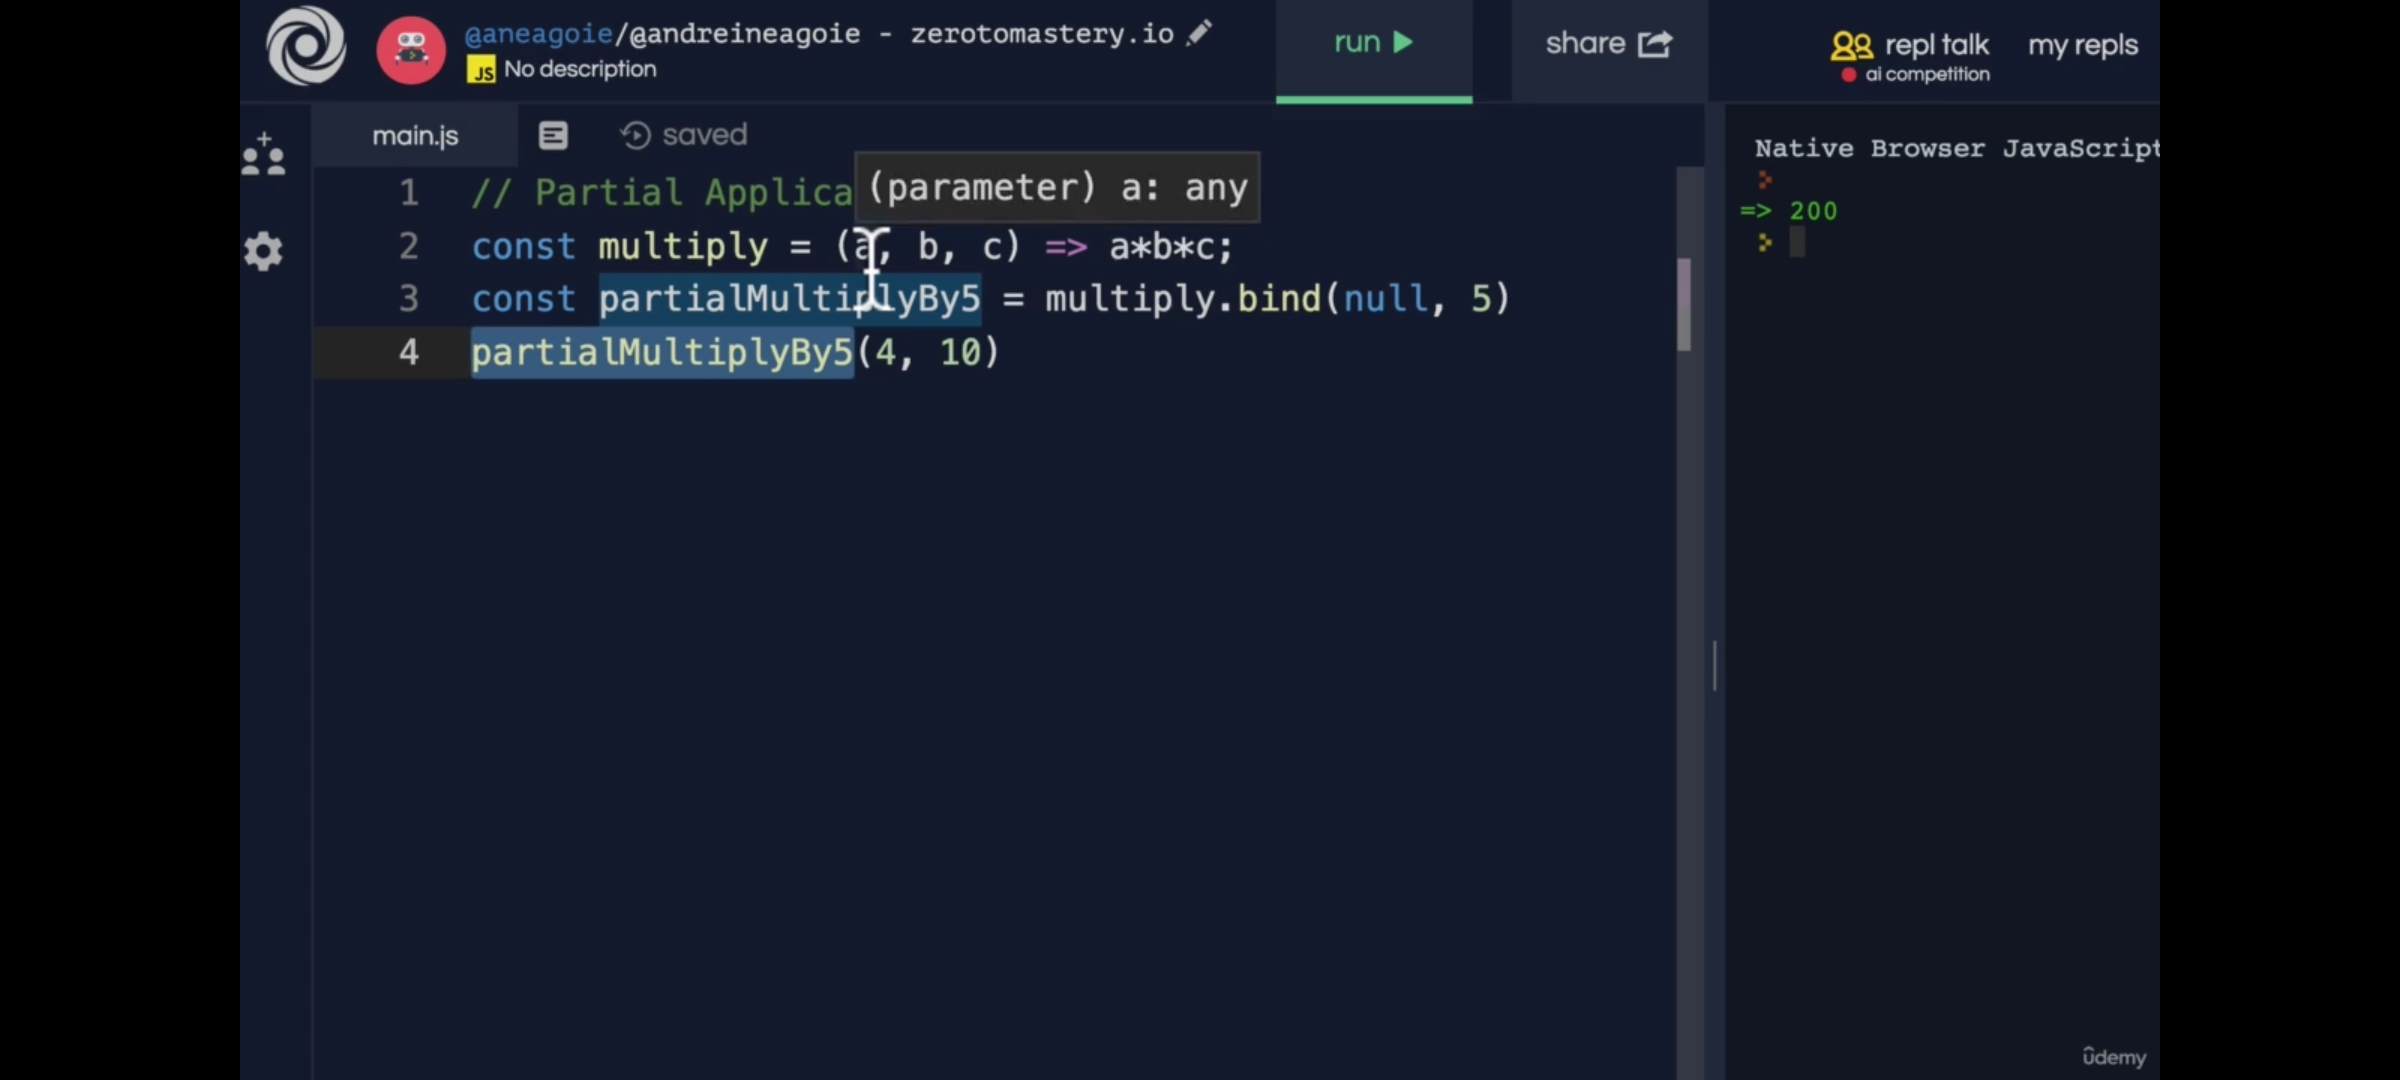 @aneagoie/@andreineagoie - zerotomastery.io
JS No description
run
share
repl talk
ai competition
my repls
main.js
saved
Native Browser JavaScript
=> 200
(parameter) a: any
1 // Partial Applica
2 const multiply = (a, b, c) => a*b*c;
3 const partialMultiplyBy5 = multiply.bind(null, 5)
4 partialMultiplyBy5(4, 10)
ûdemy